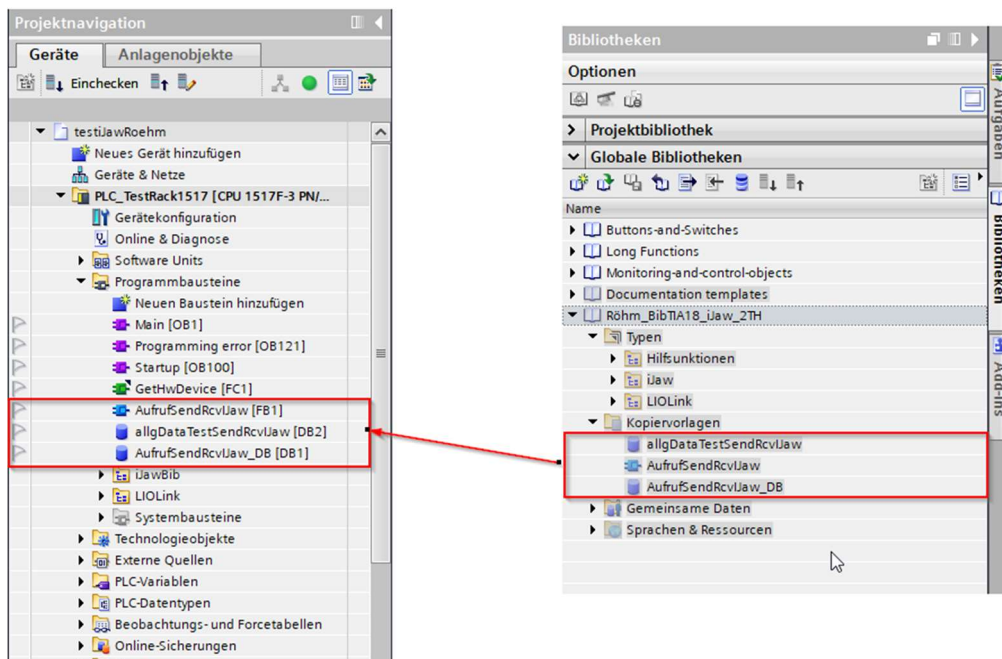 Projektnavigation
Geräte
Anlagenobjekte
Einchecken
testiJawRoehm
Neues Gerät hinzufügen
Geräte & Netze
PLC_TestRack1517 [CPU 1517F-3 PN/...
Gerätekonfiguration
Online & Diagnose
Software Units
Programmbausteine
Neuen Baustein hinzufügen
Main [OB1]
Programming error [OB121]
Startup [OB100]
GetHwDevice [FC1]
AufrufSendRcvIJaw [FB1]
allgDataTestSendRcvIJaw [DB2]
AufrufSendRcvIJaw_DB [DB1]
iJawBib
LIOLink
Systembausteine
Technologieobjekte
Externe Quellen
PLC-Variablen
PLC-Datentypen
Beobachtungs- und Forcetabellen
Online-Sicherungen
Bibliotheken
Optionen
Projektbibliothek
Globale Bibliotheken
Name
Buttons-and-Switches
Long Functions
Monitoring-and-control-objects
Documentation templates
Röhm_BibTIA18_iJaw_2TH
Typen
Hilfsunktionen
iJaw
LIOLink
Kopiervorlagen
allgDataTestSendRcvIJaw
AufrufSendRcvIJaw
AufrufSendRcvIJaw_DB
Gemeinsame Daten
Sprachen & Ressourcen
Aufgaben
Bibliotheken
Add-Ins